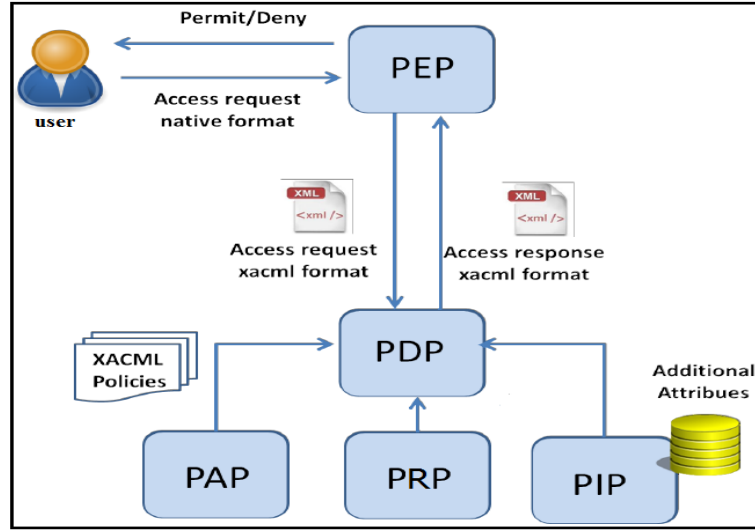 Permit/Deny
PEP
user
Access request
native format
XML
<xml />
Access request
xacml format
XML
<xml />
Access response
xacml format
XACML
Policies
PDP
Additional
Attribues
PAP
PRP
PIP